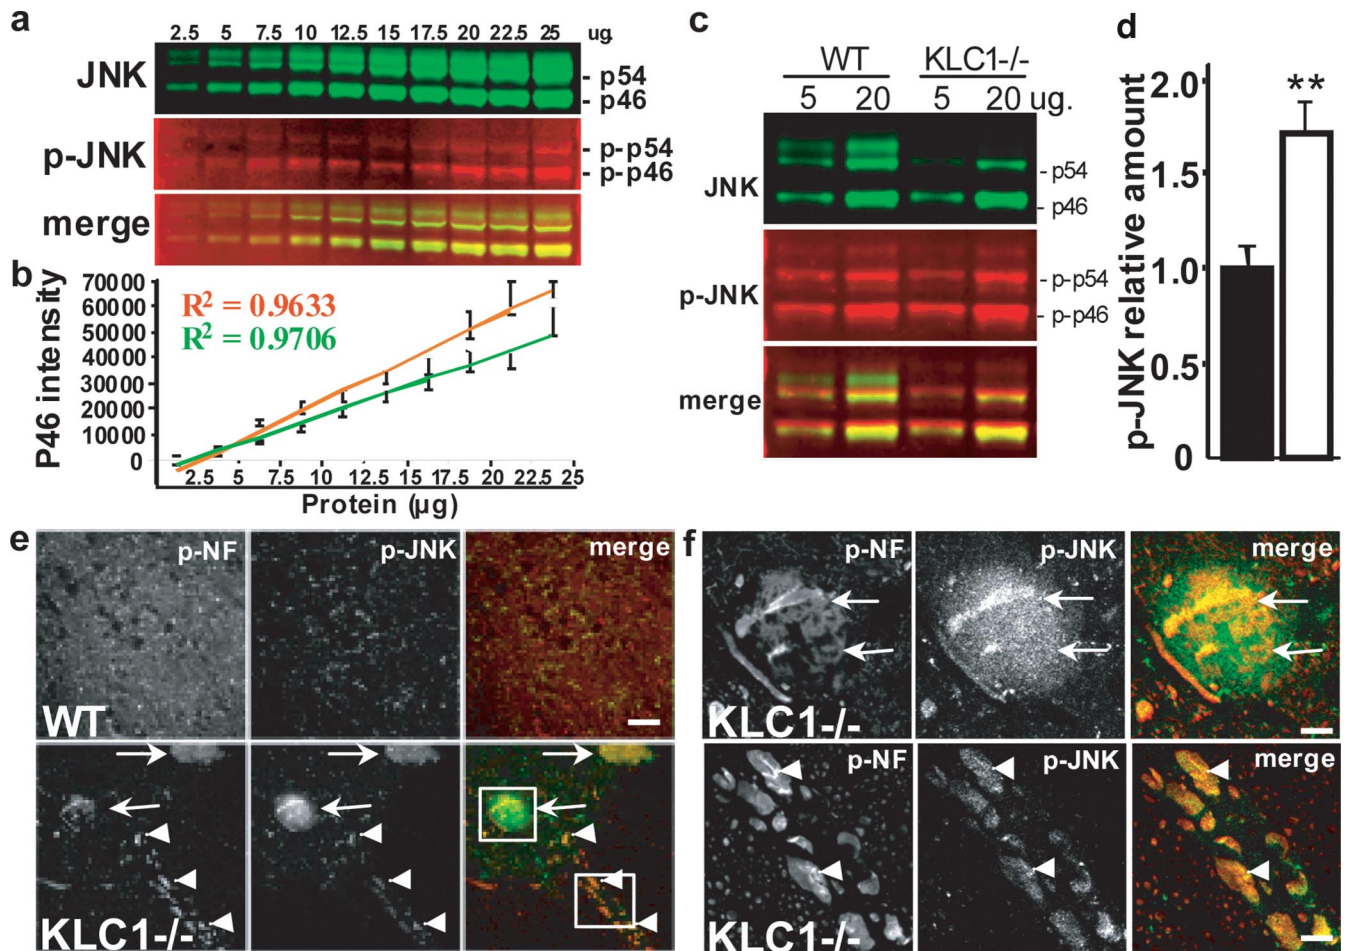 a
2.5 5 7.5 10 12.5 15 17.5 20 22.5 25 ug.
JNK
- p54
- p46
p-JNK
- p-p54
- p-p46
merge
b
P46 intensity
70000
60000
50000
40000
30000
20000
10000
0
R² = 0.9633
R² = 0.9706
2.5 5 7.5 10 12.5 15 17.5 20 22.5 25
Protein (µg)
c
WT KLC1-/-
5 20 5 20 ug.
JNK
- p54
- p46
p-JNK
- p-p54
- p-p46
merge
d
p-JNK relative amount
2.0
1.5
1.0
0.5
0
**
e
p-NF p-JNK merge
WT
KLC1-/-
f
p-NF p-JNK merge
KLC1-/-
p-NF p-JNK merge
KLC1-/-